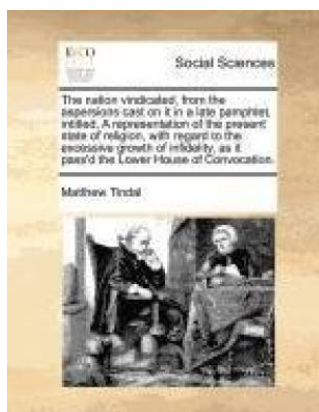 ECCO
Social Sciences
The nation vindicated, from the
aspersions cast on it in a late pamphlet,
intitled, A representation of the present
state of religion, with regard to the
excessive growth of infidelity, as it
pass'd the Lower House of Convocation.
Matthew Tindal